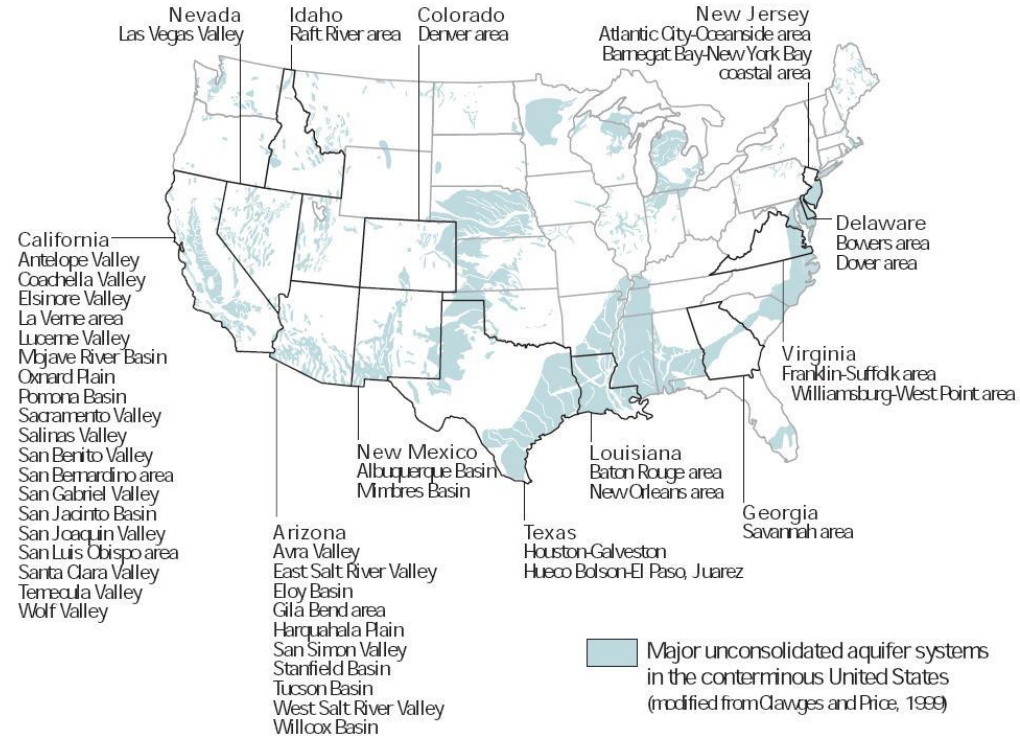 Nevada
Las Vegas Valley
Idaho
Raft River area
Colorado
Denver area
New Jersey
Atlantic City-Oceanside area
Barnegat Bay-New York Bay
coastal area
California
Antelope Valley
Coachella Valley
Elsinore Valley
La Verne area
Lucerne Valley
Mojave River Basin
Oxnard Plain
Pomona Basin
Sacramento Valley
Salinas Valley
San Benito Valley
San Bernardino area
San Gabriel Valley
San Jacinto Basin
San Joaquin Valley
San Luis Obispo area
Santa Clara Valley
Temecula Valley
Wolf Valley
Delaware
Bowers area
Dover area
Virginia
Franklin-Suffolk area
Williamsburg-West Point area
New Mexico
Albuquerque Basin
Mimbres Basin
Louisiana
Baton Rouge area
New Orleans area
Georgia
Savannah area
Arizona
Avra Valley
East Salt River Valley
Eloy Basin
Gila Bend area
Harquahala Plain
San Simon Valley
Stanfield Basin
Tucson Basin
West Salt River Valley
Willcox Basin
Texas
Houston-Galveston
Hueco Bolson-El Paso, Juarez
Major unconsolidated aquifer systems
in the conterminous United States
(modified from Clawges and Price, 1999)